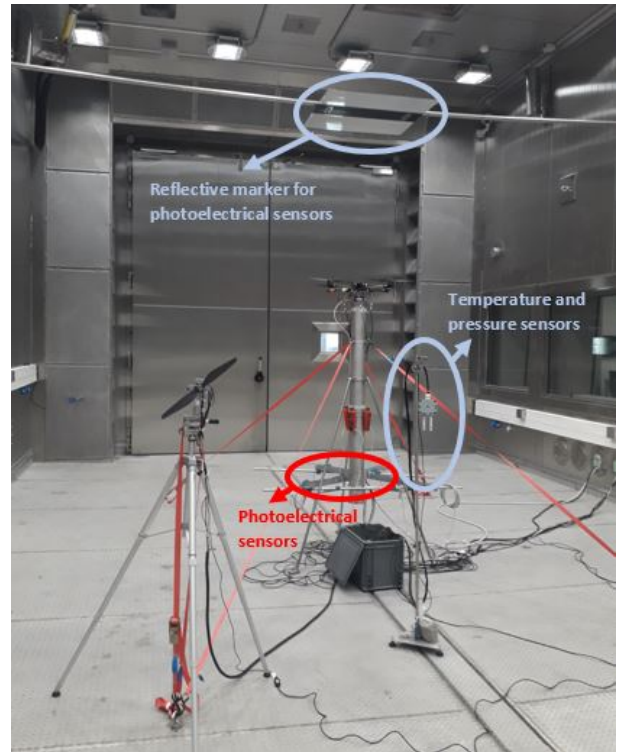 Reflective marker for
photoelectrical sensors
Temperature and
pressure sensors
Photoelectrical
sensors